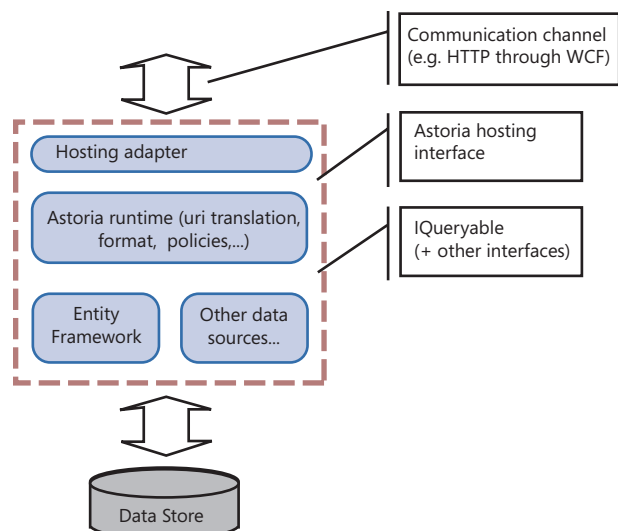 Communication channel
(e.g. HTTP through WCF)
Hosting adapter
Astoria hosting
interface
Astoria runtime (uri translation,
format, policies,...)
IQueryable
(+ other interfaces)
Entity
Framework
Other data
sources...
Data Store